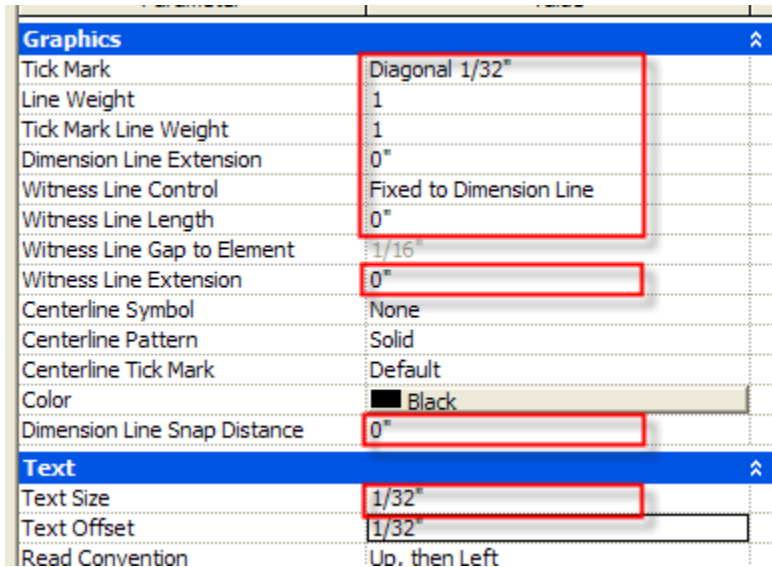 Parameter Value
Graphics
Tick Mark Diagonal 1/32"
Line Weight 1
Tick Mark Line Weight 1
Dimension Line Extension 0"
Witness Line Control Fixed to Dimension Line
Witness Line Length 0"
Witness Line Gap to Element 1/16"
Witness Line Extension 0"
Centerline Symbol None
Centerline Pattern Solid
Centerline Tick Mark Default
Color Black
Dimension Line Snap Distance 0"
Text
Text Size 1/32"
Text Offset 1/32"
Read Convention Up, then Left